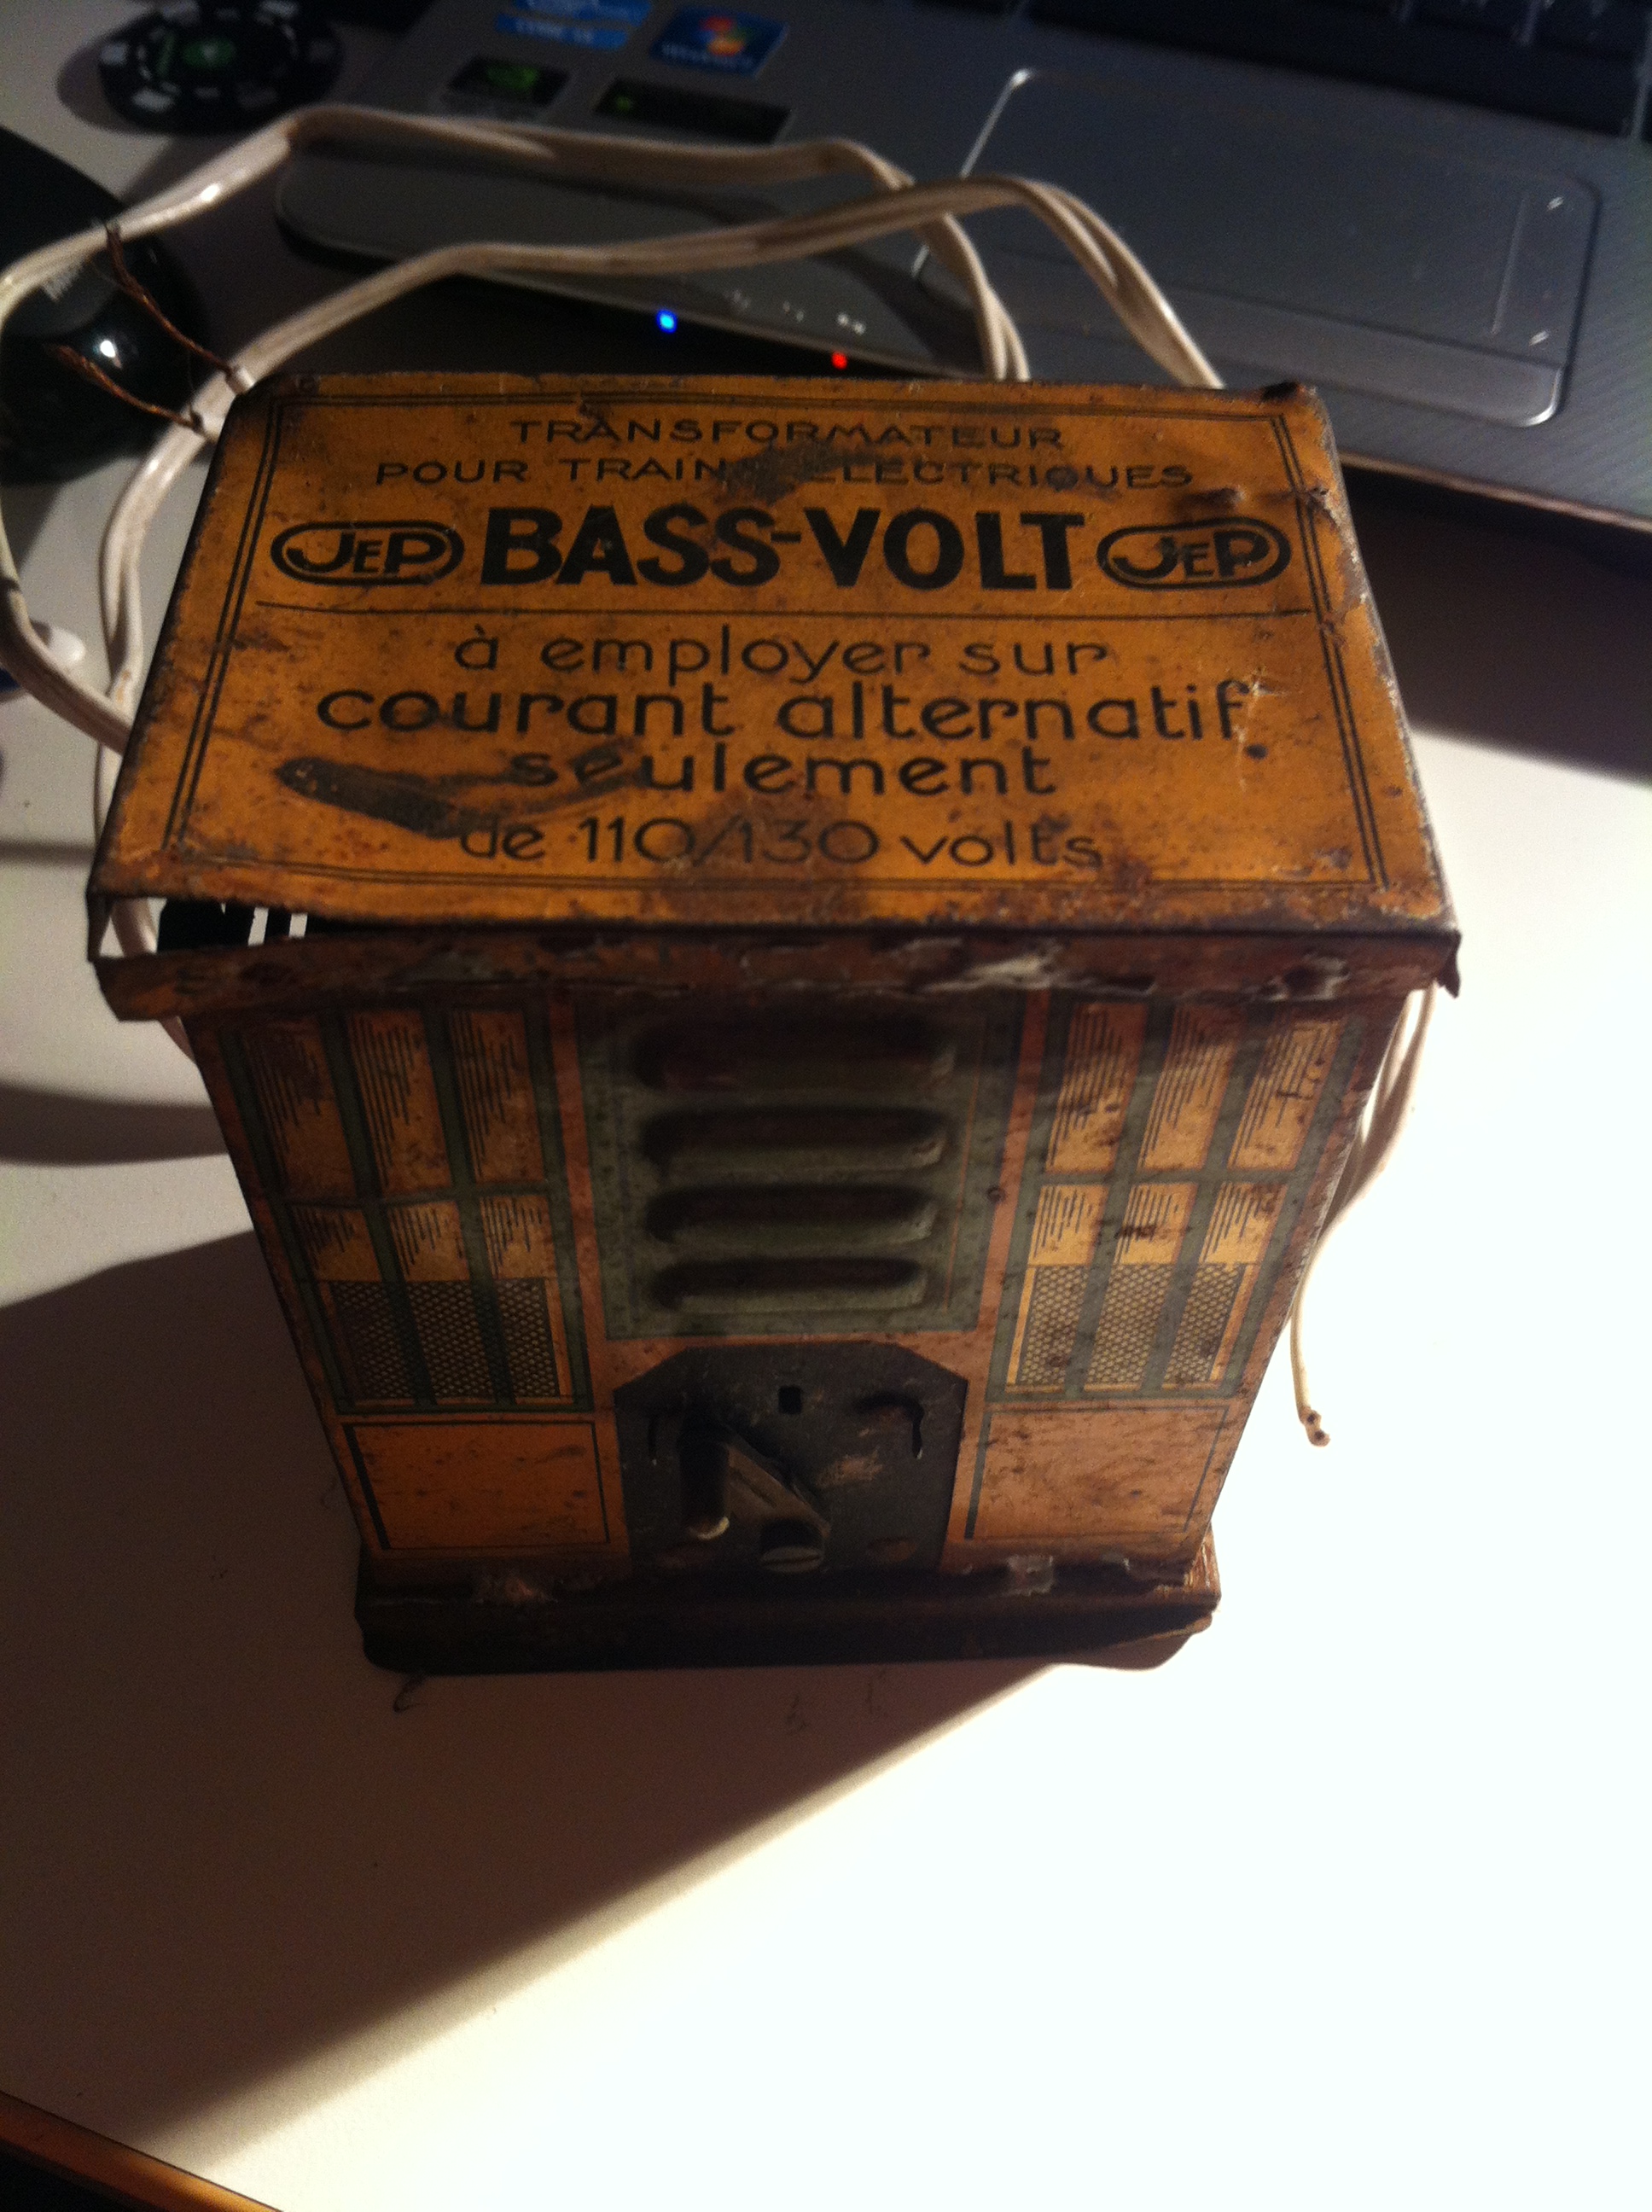 TRANSFORMATEUR
POUR TRAINS ELECTRIQUES
JEP BASS-VOLT JEP
à employer sur
courant alternatif
seulement
de 110/130 volts